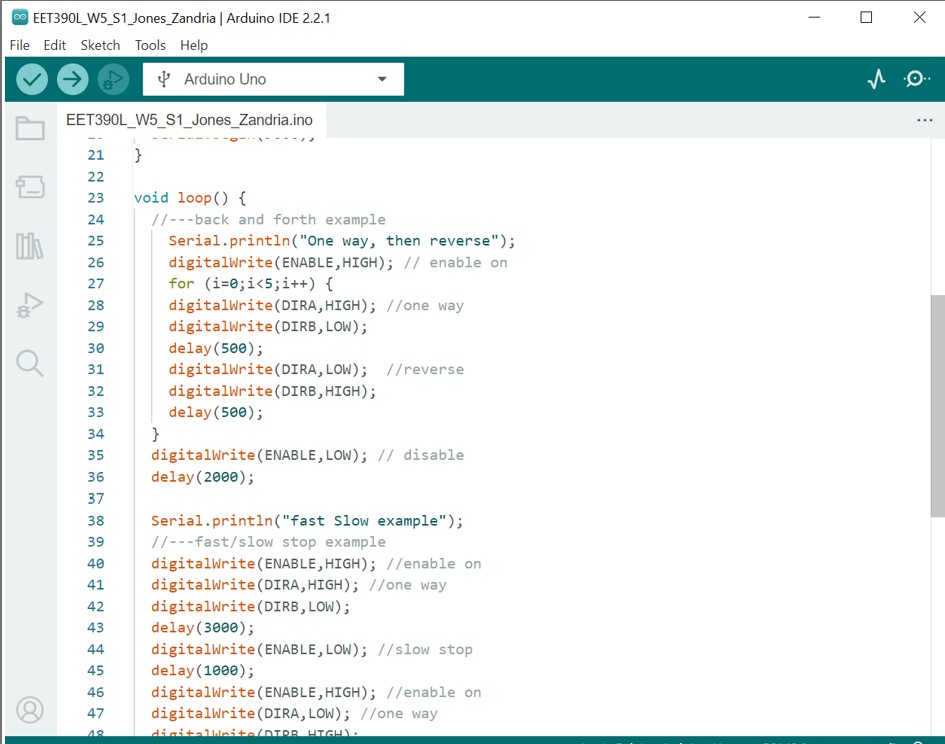 EET390L_W5_S1_Jones_Zandria | Arduino IDE 2.2.1
File Edit Sketch Tools Help
Arduino Uno
EET390L_W5_S1_Jones_Zandria.ino
21 }
22
23 void loop() {
24 //---back and forth example
25 Serial.println("One way, then reverse");
26 digitalWrite(ENABLE,HIGH); // enable on
27 for (i=0;i<5;i++) {
28 digitalWrite(DIRA,HIGH); //one way
29 digitalWrite(DIRB,LOW);
30 delay(500);
31 digitalWrite(DIRA,LOW);  //reverse
32 digitalWrite(DIRB,HIGH);
33 delay(500);
34 }
35 digitalWrite(ENABLE,LOW); // disable
36 delay(2000);
37
38 Serial.println("fast Slow example");
39 //---fast/slow stop example
40 digitalWrite(ENABLE,HIGH); //enable on
41 digitalWrite(DIRA,HIGH); //one way
42 digitalWrite(DIRB,LOW);
43 delay(3000);
44 digitalWrite(ENABLE,LOW); //slow stop
45 delay(1000);
46 digitalWrite(ENABLE,HIGH); //enable on
47 digitalWrite(DIRA,LOW); //one way
48 digitalWrite(DIRB,HIGH);